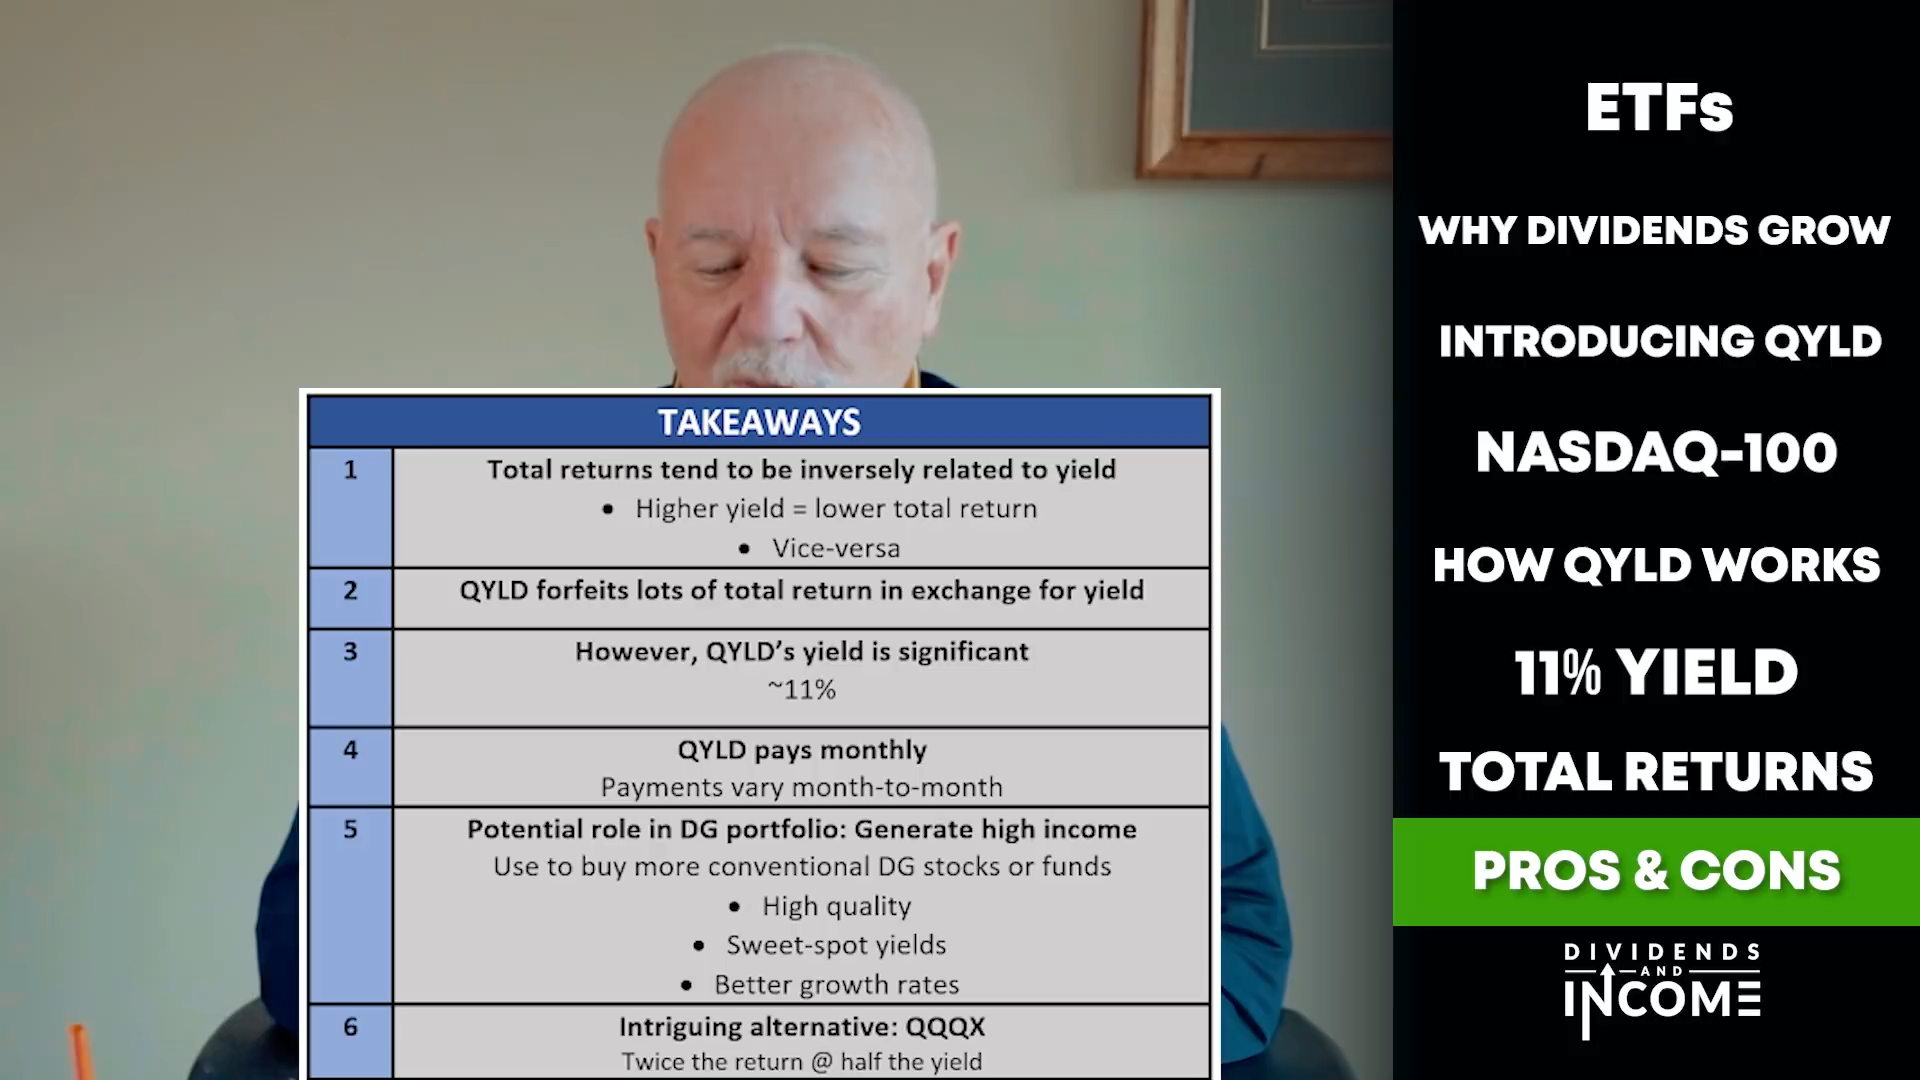 TAKEAWAYS
1
Total returns tend to be inversely related to yield
• Higher yield = lower total return
• Vice-versa
2
QYLD forfeits lots of total return in exchange for yield
3
However, QYLD’s yield is significant
~11%
4
QYLD pays monthly
Payments vary month-to-month
5
Potential role in DG portfolio: Generate high income
Use to buy more conventional DG stocks or funds
• High quality
• Sweet-spot yields
• Better growth rates
6
Intriguing alternative: QQQX
Twice the return @ half the yield
ETFs
WHY DIVIDENDS GROW
INTRODUCING QYLD
NASDAQ-100
HOW QYLD WORKS
11% YIELD
TOTAL RETURNS
PROS & CONS
DIVIDENDS
AND
INCOME